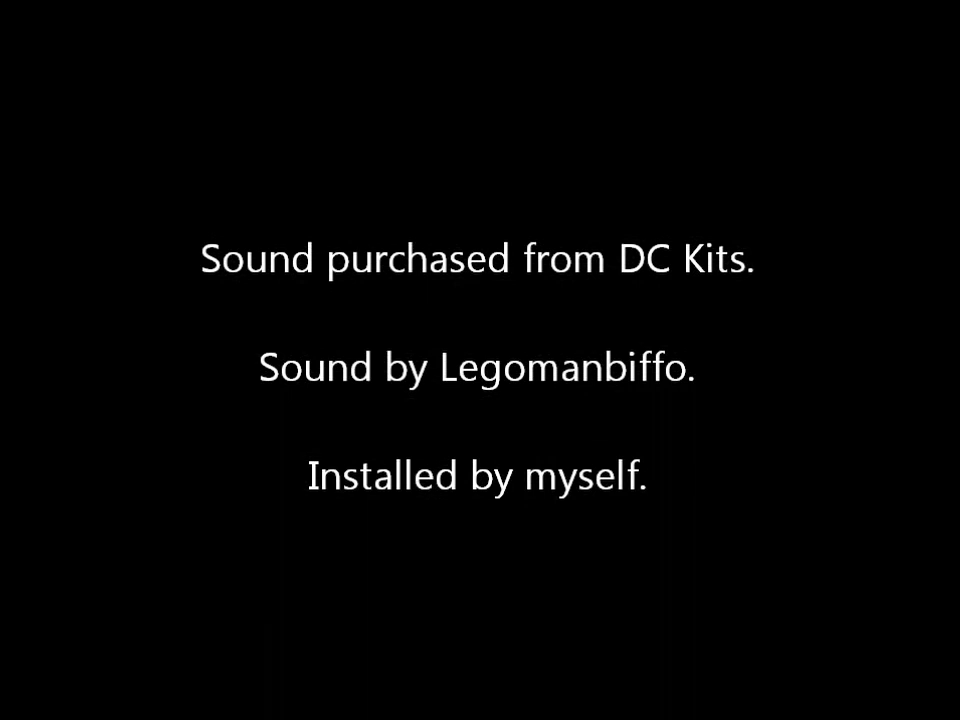 Sound purchased from DC Kits.
Sound by Legomanbiffo.
Installed by myself.